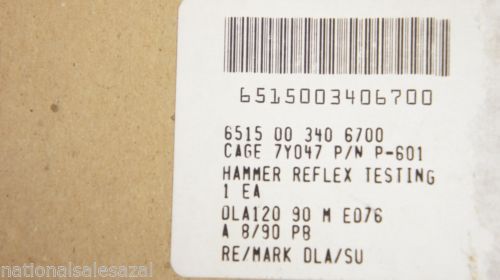 6515003406700
6515 00 340 6700
CAGE 7Y047 P/N P-601
HAMMER REFLEX TESTING
1 EA
DLA120 90 M E076
A 8/90 P8
RE/MARK DLA/SU
nationalsalesazal